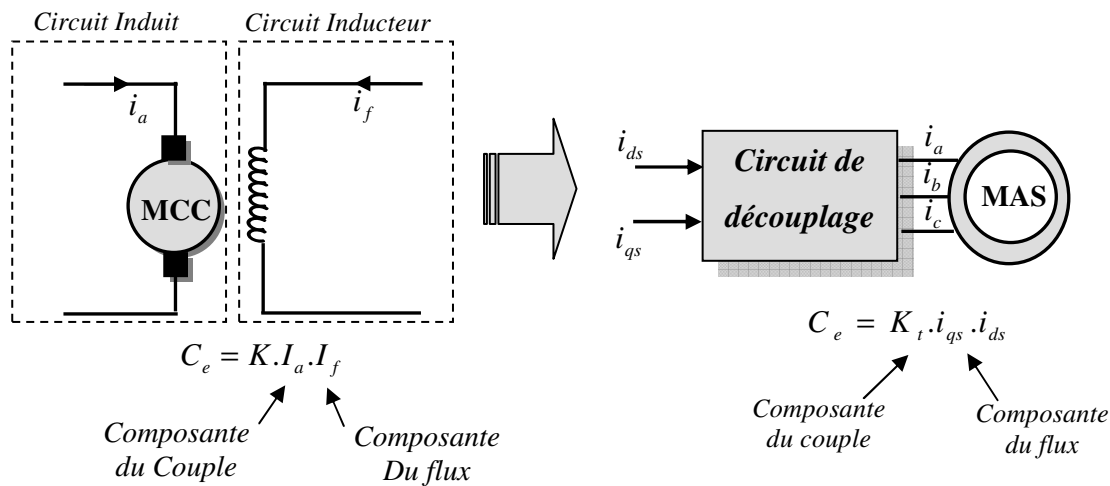 Circuit Induit
Circuit Inducteur
i_a
i_f
MCC
C_e = K.I_a.I_f
Composante
du Couple
Composante
Du flux
i_ds
i_qs
Circuit de
découplage
i_a
i_b
i_c
MAS
C_e = K_t.i_qs.i_ds
Composante
du couple
Composante
du flux